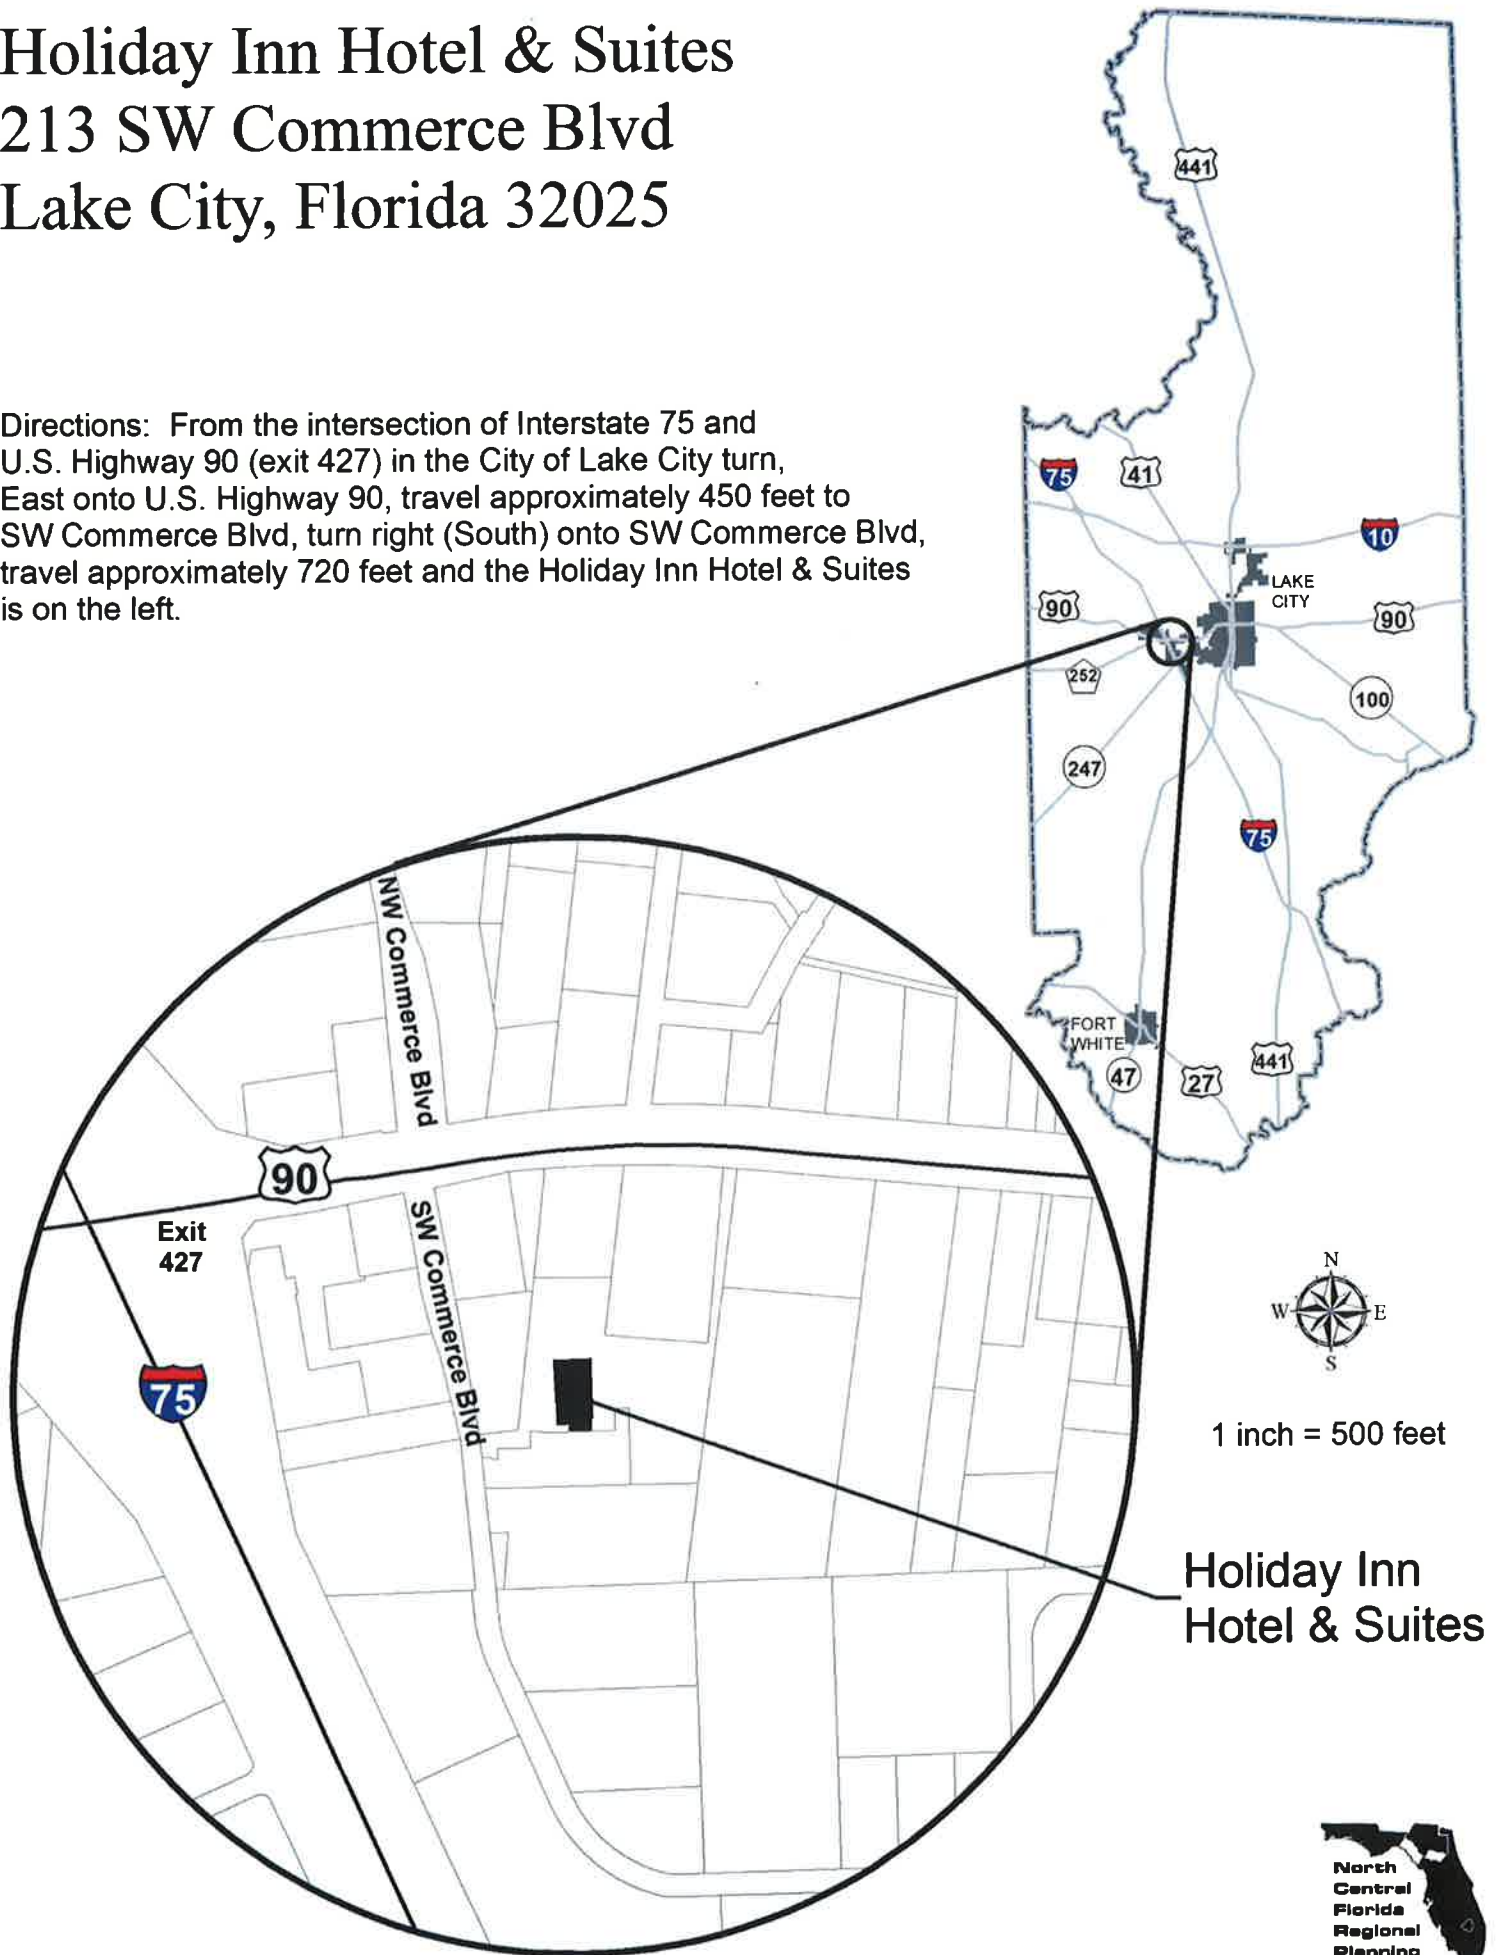 Holiday Inn Hotel & Suites
213 SW Commerce Blvd
Lake City, Florida 32025
Directions: From the intersection of Interstate 75 and
U.S. Highway 90 (exit 427) in the City of Lake City turn,
East onto U.S. Highway 90, travel approximately 450 feet to
SW Commerce Blvd, turn right (South) onto SW Commerce Blvd,
travel approximately 720 feet and the Holiday Inn Hotel & Suites
is on the left.
441
75
41
10
LAKE
CITY
90
90
252
100
247
75
FORT
WHITE
47
27
441
NW Commerce Blvd
90
Exit
427
SW Commerce Blvd
75
N
W
E
S
1 inch = 500 feet
Holiday Inn
Hotel & Suites
North
Central
Florida
Regional
Planning